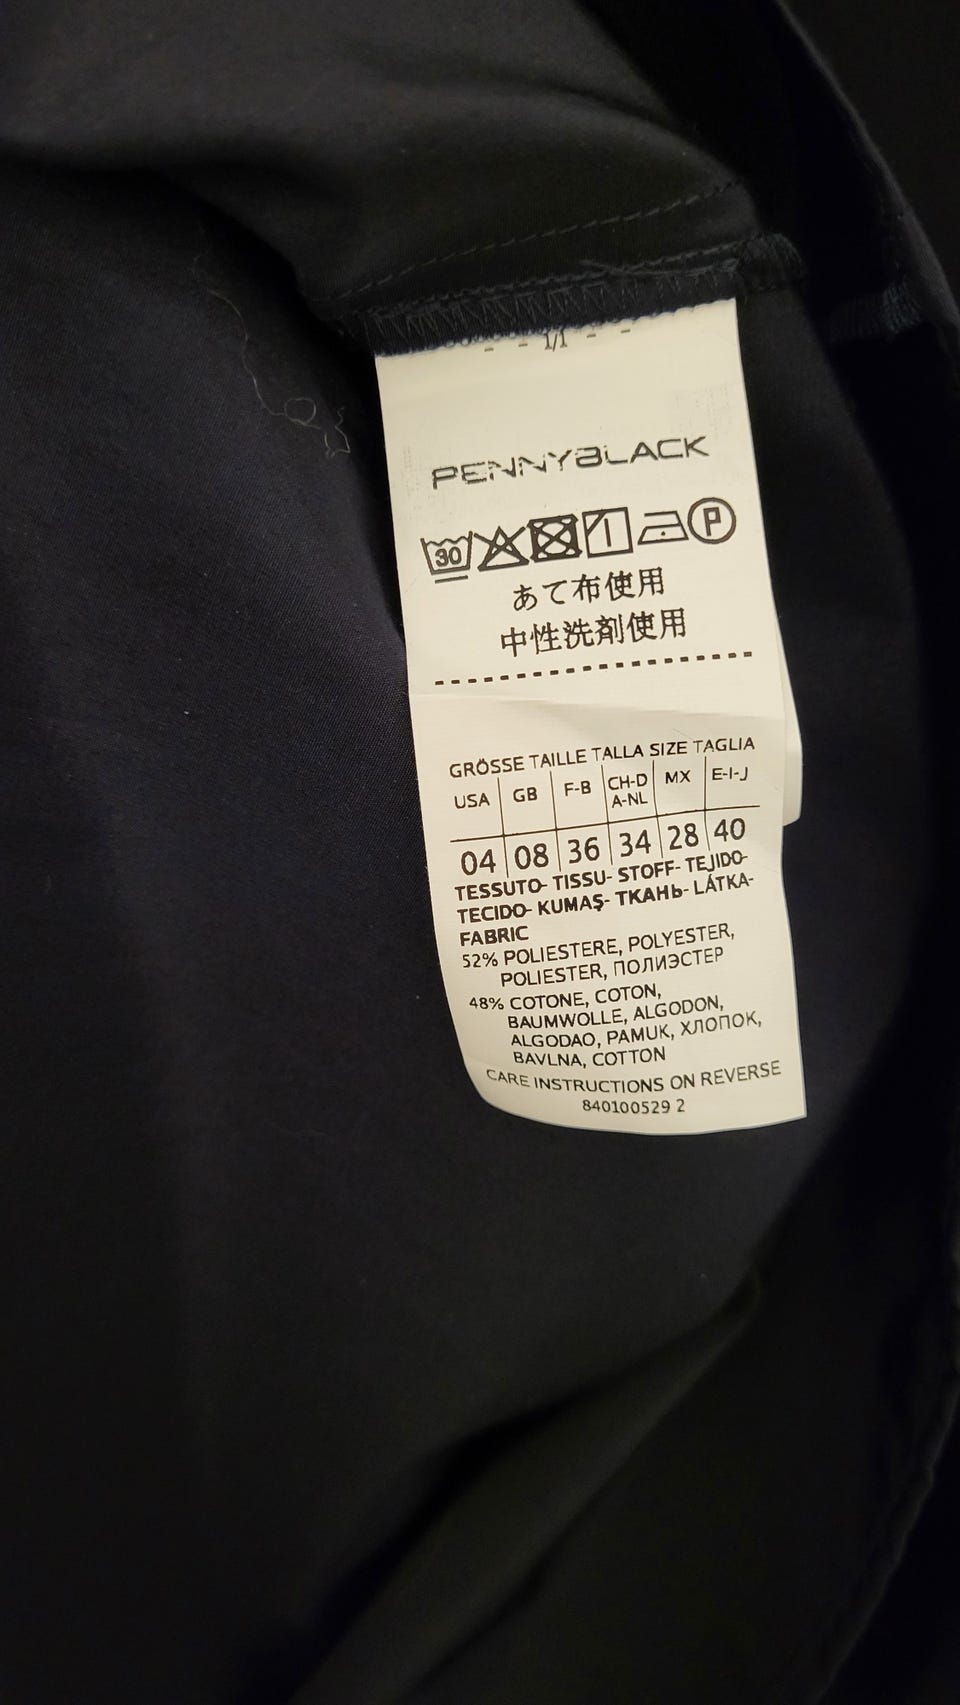 - - 1/1 - -
PENNYBLACK
30 P
あて布使用
中性洗剤使用
GRÖSSE TAILLE TALLA SIZE TAGLIA
USA GB F-B CH-D A-NL MX E-I-J
04 08 36 34 28 40
TESSUTO- TISSU- STOFF- TEJIDO-
TECIDO- KUMAŞ- ТКАНЬ- LÁTKA-
FABRIC
52% POLIESTERE, POLYESTER,
POLIESTER, ПОЛИЭСТЕР
48% COTONE, COTON,
BAUMWOLLE, ALGODON,
ALGODAO, PAMUK, ХЛОПОК,
BAVLNA, COTTON
CARE INSTRUCTIONS ON REVERSE
840100529 2